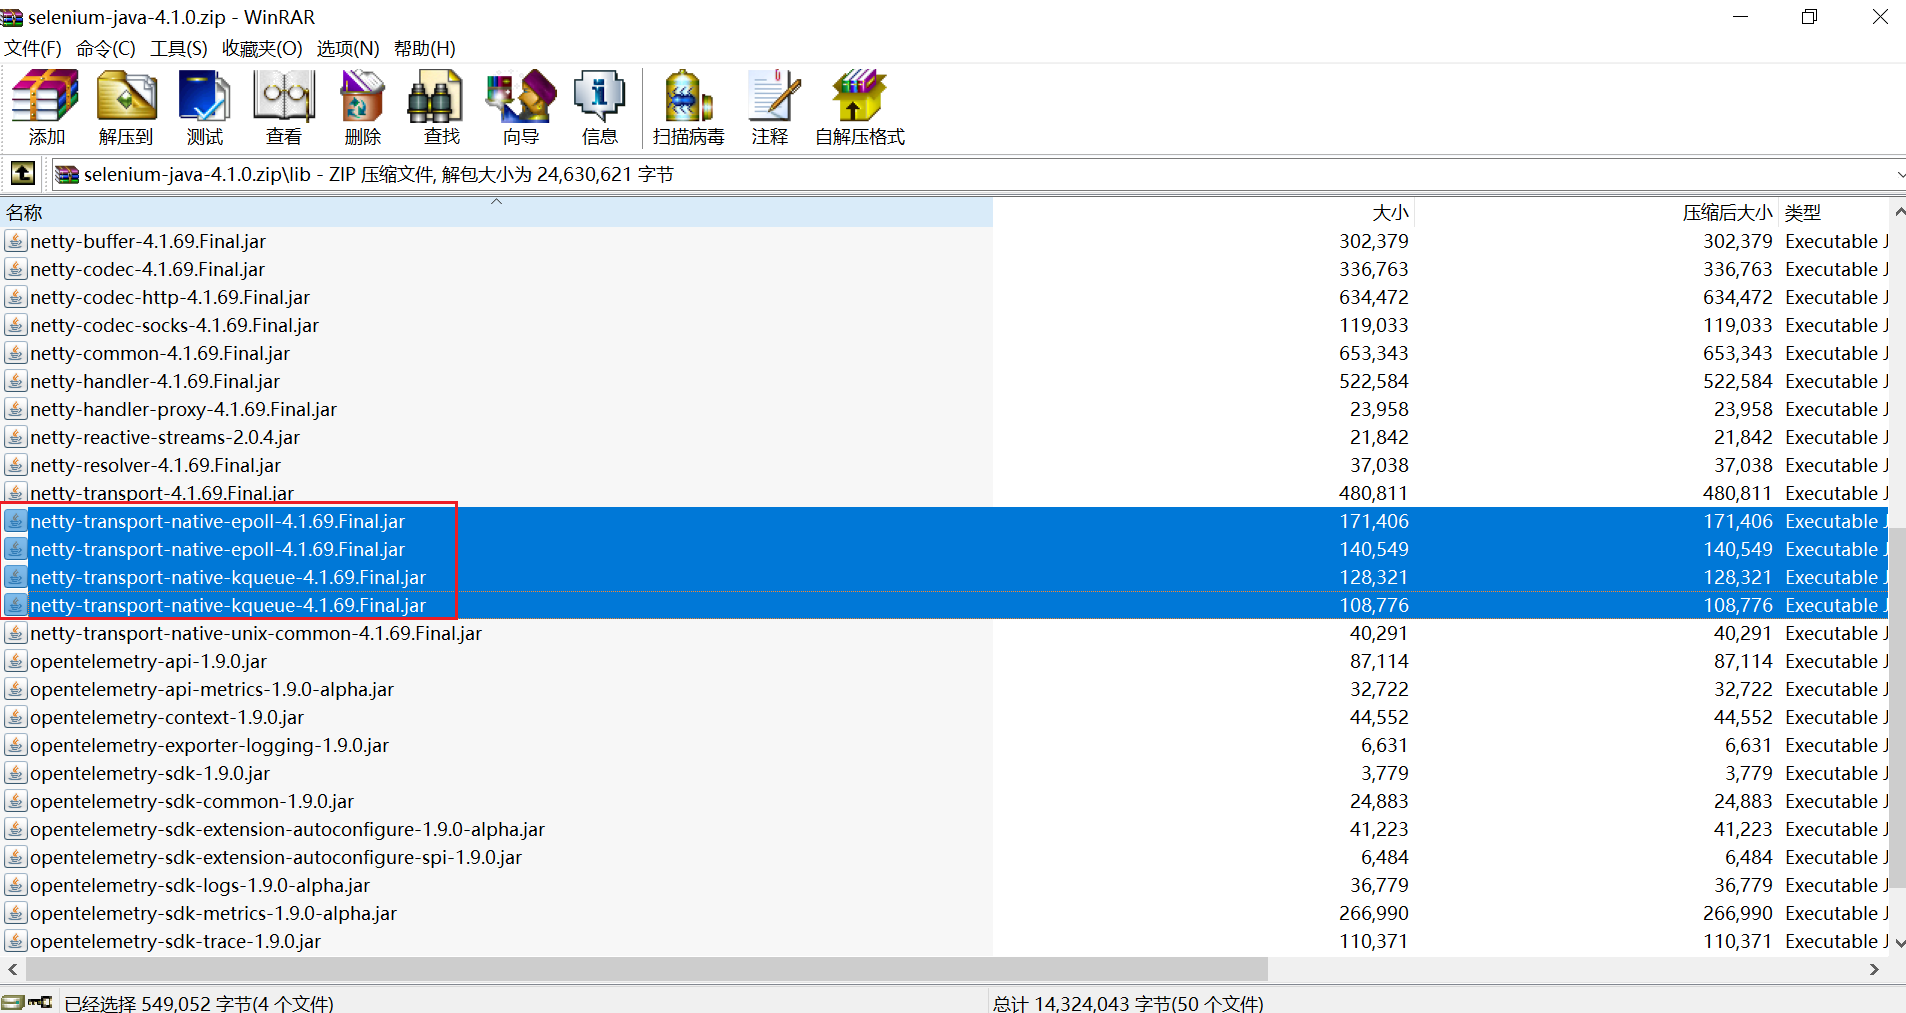 selenium-java-4.1.0.zip - WinRAR
文件(F) 命令(C) 工具(S) 收藏夹(O) 选项(N) 帮助(H)
添加 解压到 测试 查看 删除 查找 向导 信息 扫描病毒 注释 自解压格式
selenium-java-4.1.0.zip\lib - ZIP 压缩文件, 解包大小为 24,630,621 字节
名称 大小 压缩后大小 类型
netty-buffer-4.1.69.Final.jar 302,379 302,379 Executable J
netty-codec-4.1.69.Final.jar 336,763 336,763 Executable J
netty-codec-http-4.1.69.Final.jar 634,472 634,472 Executable J
netty-codec-socks-4.1.69.Final.jar 119,033 119,033 Executable J
netty-common-4.1.69.Final.jar 653,343 653,343 Executable J
netty-handler-4.1.69.Final.jar 522,584 522,584 Executable J
netty-handler-proxy-4.1.69.Final.jar 23,958 23,958 Executable J
netty-reactive-streams-2.0.4.jar 21,842 21,842 Executable J
netty-resolver-4.1.69.Final.jar 37,038 37,038 Executable J
netty-transport-4.1.69.Final.jar 480,811 480,811 Executable J
netty-transport-native-epoll-4.1.69.Final.jar 171,406 171,406 Executable J
netty-transport-native-epoll-4.1.69.Final.jar 140,549 140,549 Executable J
netty-transport-native-kqueue-4.1.69.Final.jar 128,321 128,321 Executable J
netty-transport-native-kqueue-4.1.69.Final.jar 108,776 108,776 Executable J
netty-transport-native-unix-common-4.1.69.Final.jar 40,291 40,291 Executable J
opentelemetry-api-1.9.0.jar 87,114 87,114 Executable J
opentelemetry-api-metrics-1.9.0-alpha.jar 32,722 32,722 Executable J
opentelemetry-context-1.9.0.jar 44,552 44,552 Executable J
opentelemetry-exporter-logging-1.9.0.jar 6,631 6,631 Executable J
opentelemetry-sdk-1.9.0.jar 3,779 3,779 Executable J
opentelemetry-sdk-common-1.9.0.jar 24,883 24,883 Executable J
opentelemetry-sdk-extension-autoconfigure-1.9.0-alpha.jar 41,223 41,223 Executable J
opentelemetry-sdk-extension-autoconfigure-spi-1.9.0.jar 6,484 6,484 Executable J
opentelemetry-sdk-logs-1.9.0-alpha.jar 36,779 36,779 Executable J
opentelemetry-sdk-metrics-1.9.0-alpha.jar 266,990 266,990 Executable J
opentelemetry-sdk-trace-1.9.0.jar 110,371 110,371 Executable J
已经选择 549,052 字节(4 个文件) 总计 14,324,043 字节(50 个文件)